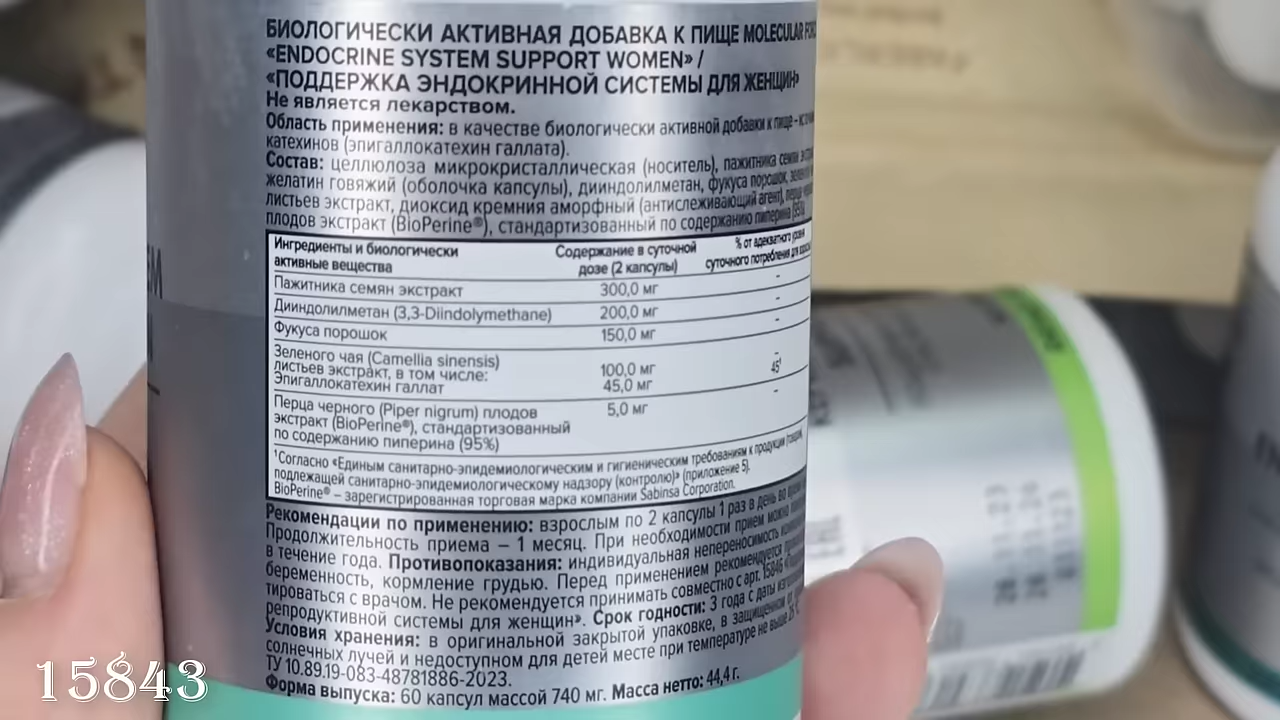 БИОЛОГИЧЕСКИ АКТИВНАЯ ДОБАВКА К ПИЩЕ MOLECULAR
«ENDOCRINE SYSTEM SUPPORT WOMEN» /
«ПОДДЕРЖКА ЭНДОКРИННОЙ СИСТЕМЫ ДЛЯ ЖЕНЩИН»
Не является лекарством.
Область применения: в качестве биологически активной добавки к пище –
катехинов (эпигаллокатехин галлата).
Состав: целлюлоза микрокристаллическая (носитель), пажитника семян
желатин говяжий (оболочка капсулы), дииндолилметан, фукуса порошок,
листьев экстракт, диоксид кремния аморфный (антислеживающий агент), перца
плодов экстракт (BioPerine®), стандартизованный по содержанию пиперина (95%)
Ингредиенты и биологически активные вещества
Содержание в суточной дозе (2 капсулы)
% от адекватного уровня суточного потребления для
Пажитника семян экстракт 300,0 мг –
Дииндолилметан (3,3-Diindolymethane) 200,0 мг –
Фукуса порошок 150,0 мг –
Зеленого чая (Camellia sinensis)
листьев экстракт, в том числе: 100,0 мг –
Эпигаллокатехин галлат 45,0 мг 45¹
Перца черного (Piper nigrum) плодов 5,0 мг –
экстракт (BioPerine®), стандартизованный
по содержанию пиперина (95%)
¹Согласно «Единым санитарно-эпидемиологическим и гигиеническим требованиям к продукции (товарам,
подлежащей санитарно-эпидемиологическому надзору (контролю)» (приложение 5).
BioPerine® – зарегистрированная торговая марка компании Sabinsa Corporation.
Рекомендации по применению: взрослым по 2 капсулы 1 раз в день во
Продолжительность приема – 1 месяц. При необходимости прием можно
в течение года. Противопоказания: индивидуальная непереносимость
беременность, кормление грудью. Перед применением рекомендуется
тироваться с врачом. Не рекомендуется принимать совместно с арт. 15846
репродуктивной системы для женщин». Срок годности: 3 года с даты
Условия хранения: в оригинальной закрытой упаковке, в защищенном от
солнечных лучей и недоступном для детей месте при температуре не выше 25 °C
ТУ 10.89.19-083-48781886-2023.
Форма выпуска: 60 капсул массой 740 мг. Масса нетто: 44,4 г.
15843